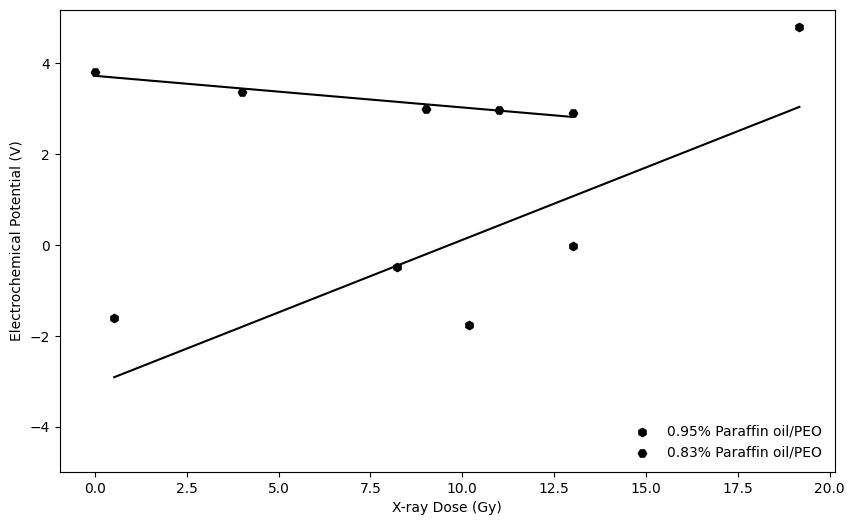 4
2
0
−2
−4
Electrochemical Potential (V)
0.0 2.5 5.0 7.5 10.0 12.5 15.0 17.5 20.0
X-ray Dose (Gy)
0.95% Paraffin oil/PEO
0.83% Paraffin oil/PEO